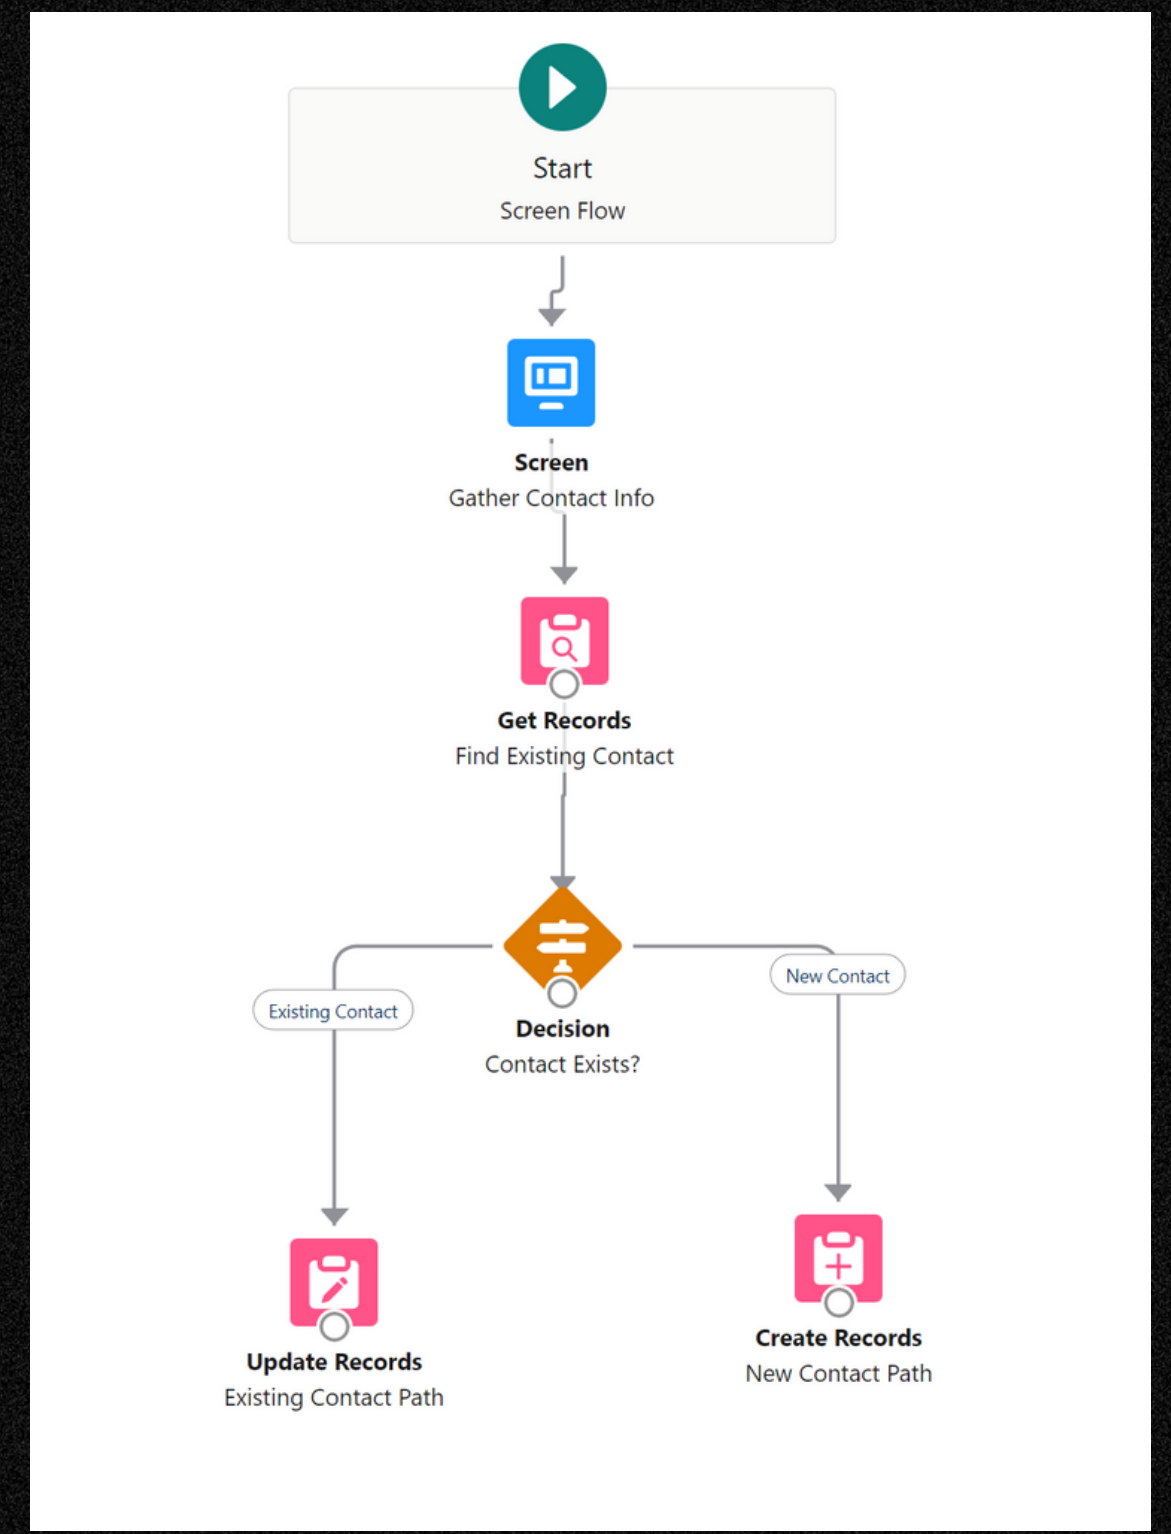 Start
Screen Flow
Screen
Gather Contact Info
Get Records
Find Existing Contact
New Contact
Existing Contact
Decision
Contact Exists?
Create Records
New Contact Path
Update Records
Existing Contact Path